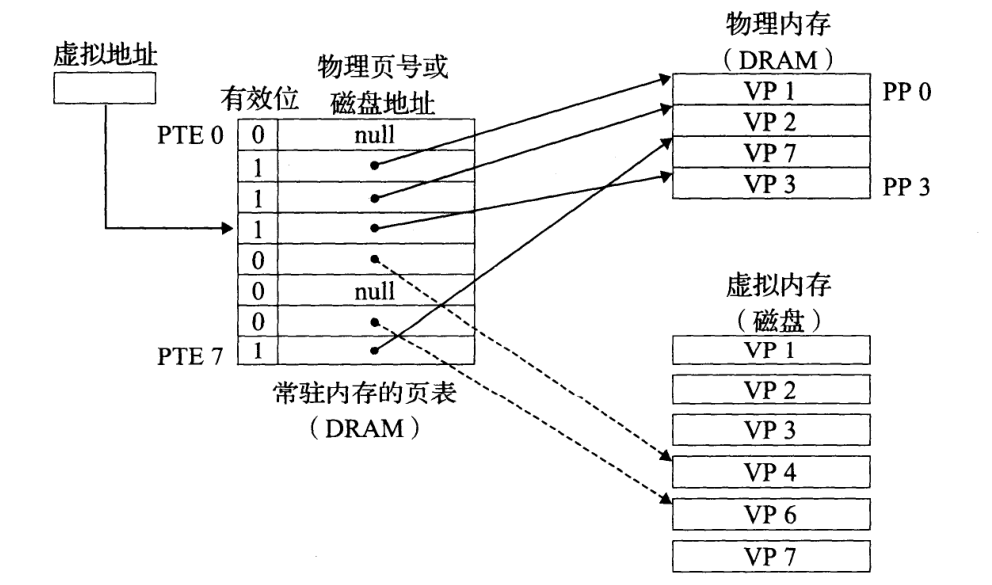 虚拟地址
有效位
物理页号或
磁盘地址
PTE 0
0
null
1
1
1
0
0
null
0
PTE 7
1
常驻内存的页表
（DRAM）
物理内存
（DRAM）
VP 1
PP 0
VP 2
VP 7
VP 3
PP 3
虚拟内存
（磁盘）
VP 1
VP 2
VP 3
VP 4
VP 6
VP 7